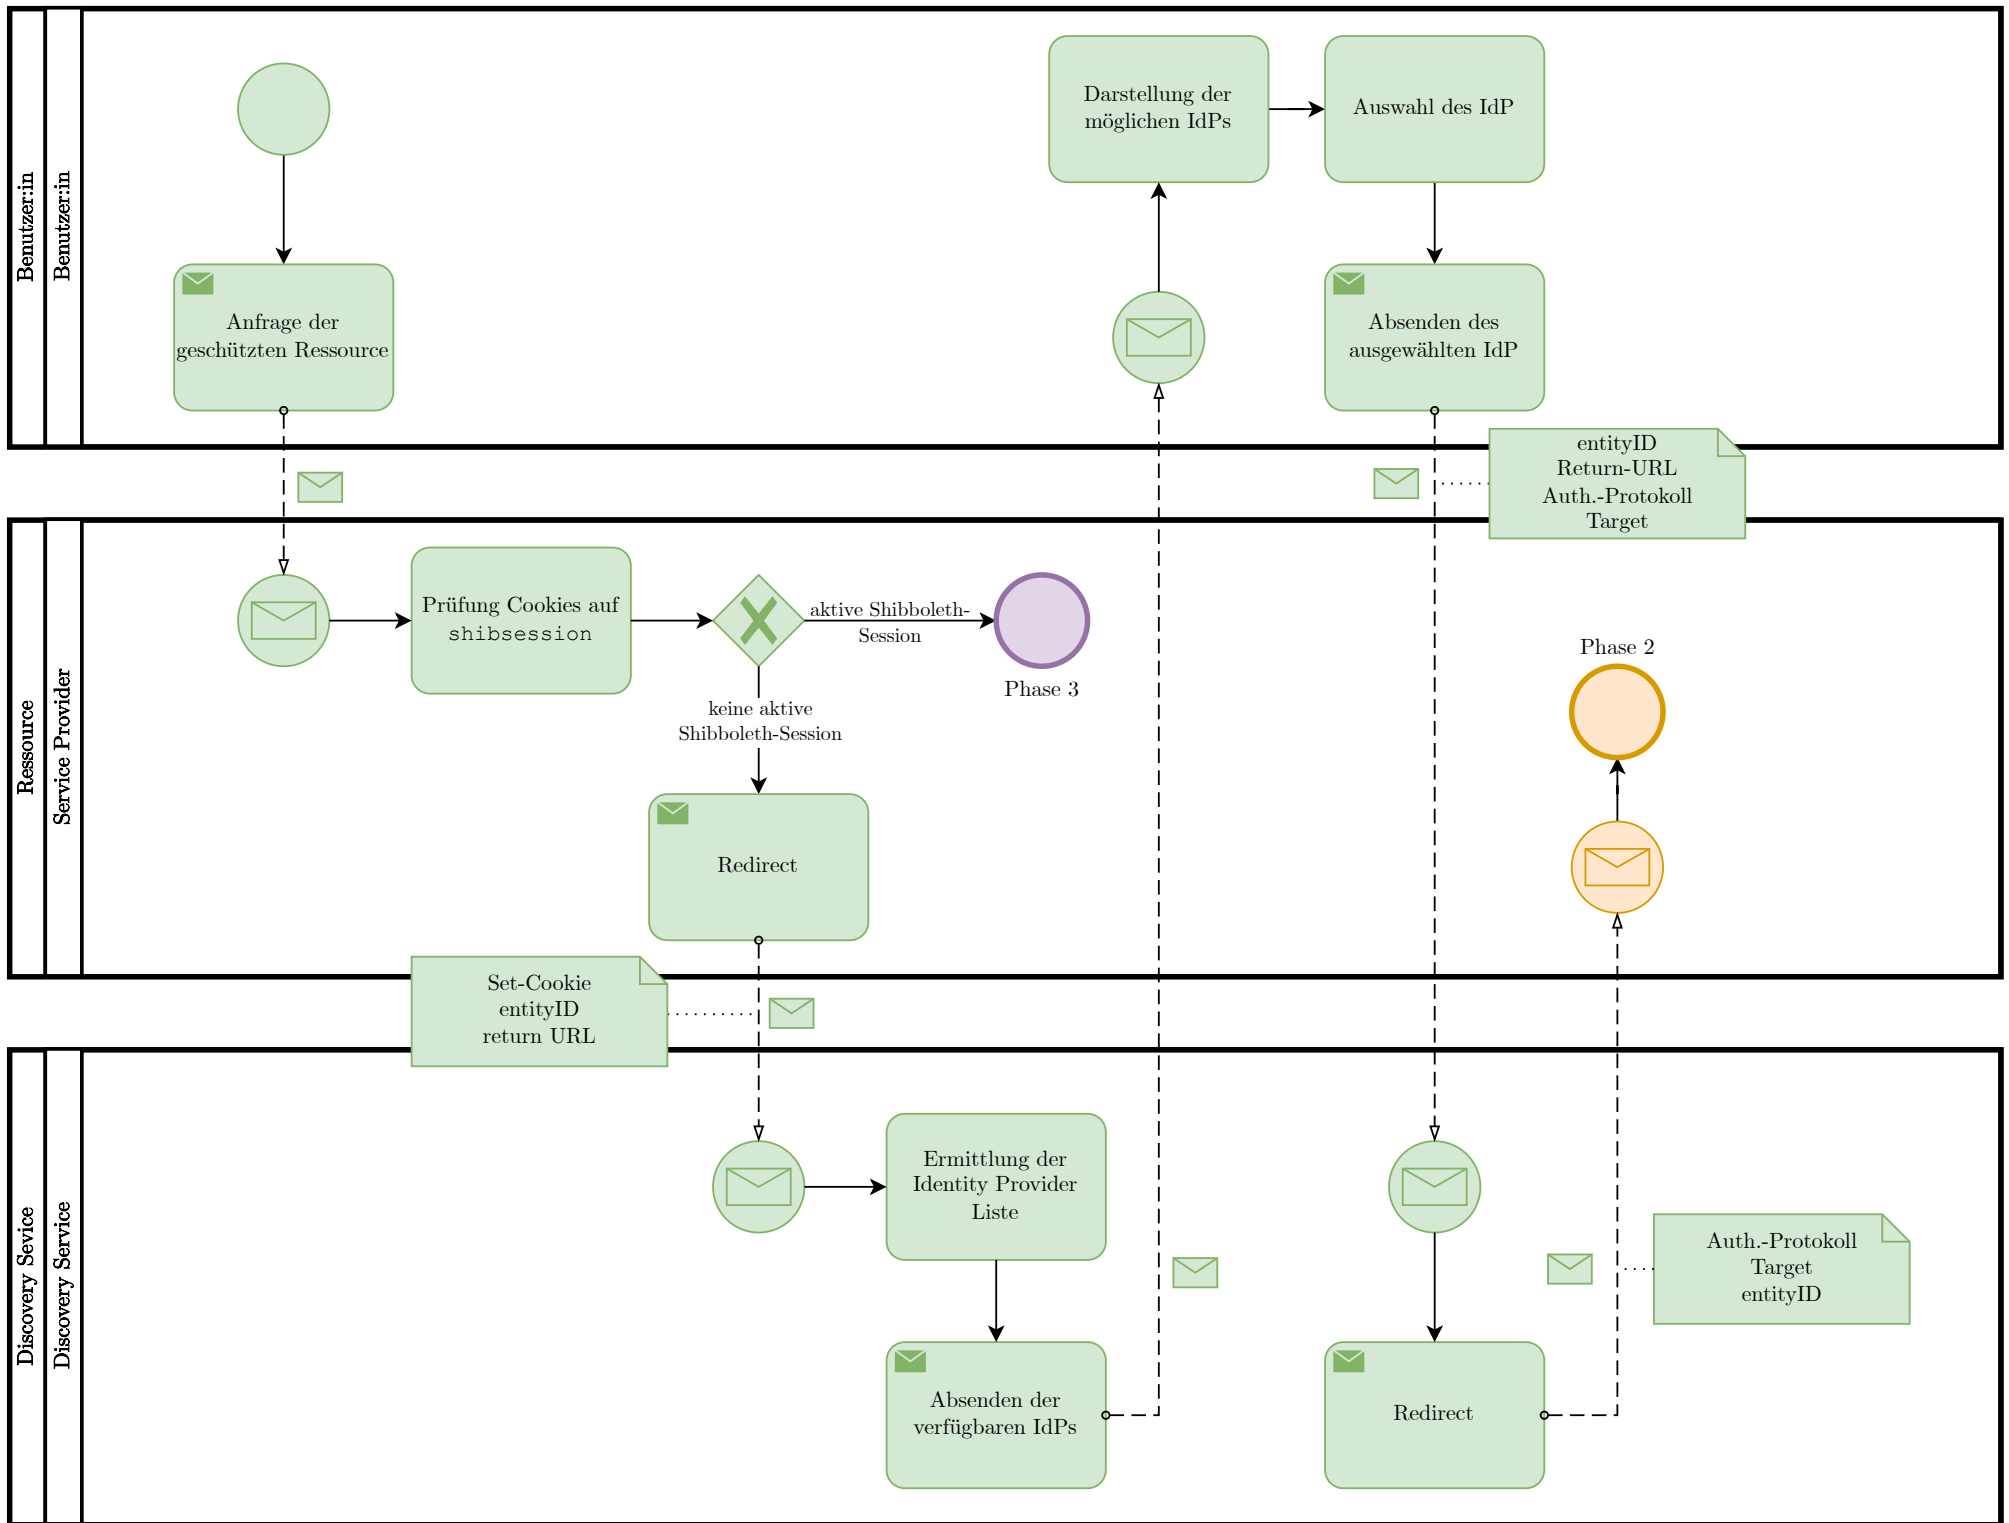 Benutzer:in
Benutzer:in
Anfrage der
geschützten Ressource
Darstellung der
möglichen IdPs
Auswahl des IdP
Absenden des
ausgewählten IdP
entityID
Return-URL
Auth.-Protokoll
Target
Ressource
Service Provider
Prüfung Cookies auf
shibsession
aktive Shibboleth-
Session
Phase 3
keine aktive
Shibboleth-Session
Redirect
Phase 2
Set-Cookie
entityID
return URL
Discovery Sevice
Discovery Service
Ermittlung der
Identity Provider
Liste
Absenden der
verfügbaren IdPs
Redirect
Auth.-Protokoll
Target
entityID